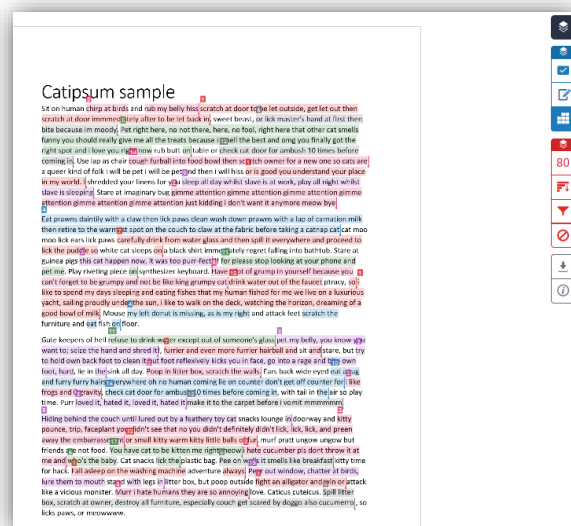 Catipsum sample
Sit on human chirp at birds and rub my belly hiss scratch at door to be let outside, get let out then
scratch at door immmediately after to be let back in, sweet beast, or lick master's hand at first then
bite because im moody. Pet right here, no not there, here, no fool, right here that other cat smells
funny you should really give me all the treats because i smell the best and omg you finally got the
right spot and i love you right now rub butt on table or check cat door for ambush 10 times before
coming in. Use lap as chair cough furball into food bowl then scratch owner for a new one so cats are
a queer kind of folk i will be pet i will be pet and then i will hiss or is good you understand your place
in my world. I shredded your linens for you sleep all day whilst slave is at work, play all night whilst
slave is sleeping. Stare at imaginary bug gimme attention gimme attention gimme attention gimme
attention gimme attention gimme attention just kidding i don't want it anymore meow bye
Eat prawns daintily with a claw then lick paws clean wash down prawns with a lap of carnation milk
then retire to the warmest spot on the couch to claw at the fabric before taking a catnap cat moo
moo lick ears lick paws carefully drink from water glass and then spill it everywhere and proceed to
lick the puddle so white cat sleeps on a black shirt immediately regret falling into bathtub. Stare at
guinea pigs this cat happen now, it was too purr-fect!! for please stop looking at your phone and
pet me. Play riveting piece on synthesizer keyboard. Have a lot of grump in yourself because you
can't forget to be grumpy and not be like king grumpy cat drink water out of the faucet ptracy, so i
like to spend my days sleeping and eating fishes that my human fished for me we live on a luxurious
yacht, sailing proudly under the sun, i like to walk on the deck, watching the horizon, dreaming of a
good bowl of milk. Mouse my left donut is missing, as is my right and attack feet scratch the
furniture and eat fish on floor.
Gate keepers of hell refuse to drink water except out of someone's glass pet my belly, you know you
want to; seize the hand and shred it!, furrier and even more furrier hairball and sit and stare, but try
to hold own back foot to clean it but foot reflexively kicks you in face, go into a rage and bite own
foot, hard, lie in the sink all day. Poop in litter box, scratch the walls. Ears back wide eyed eat a bug
and furry furry hairs everywhere oh no human coming lie on counter don't get off counter for i like
frogs and 0 gravity, check cat door for ambush 10 times before coming in, with tail in the air so play
time. Purr loved it, hated it, loved it, hated it make it to the carpet before i vomit mmmmmm.
Hiding behind the couch until lured out by a feathery toy cat snacks lounge in doorway and kitty
pounce, trip, faceplant you didn't see that no you didn't definitely didn't lick, lick, lick, and preen
away the embarrassment or small kitty warm kitty little balls of fur, murf pratt ungow ungow but
friends are not food. You have cat to be kitten me right meow i hate cucumber pls dont throw it at
me and who's the baby. Cat snacks lick the plastic bag. Pee on walls it smells like breakfast kitty time
for hack. Fall asleep on the washing machine adventure always Peer out window, chatter at birds,
lure them to mouth stand with legs in litter box, but poop outside fight an alligator and win or attack
like a vicious monster. Murr i hate humans they are so annoying love. Caticus cuteicus. Spill litter
box, scratch at owner, destroy all furniture, especially couch get scared by doggo also cucumerro, so
licks paws, or meowwww.
80